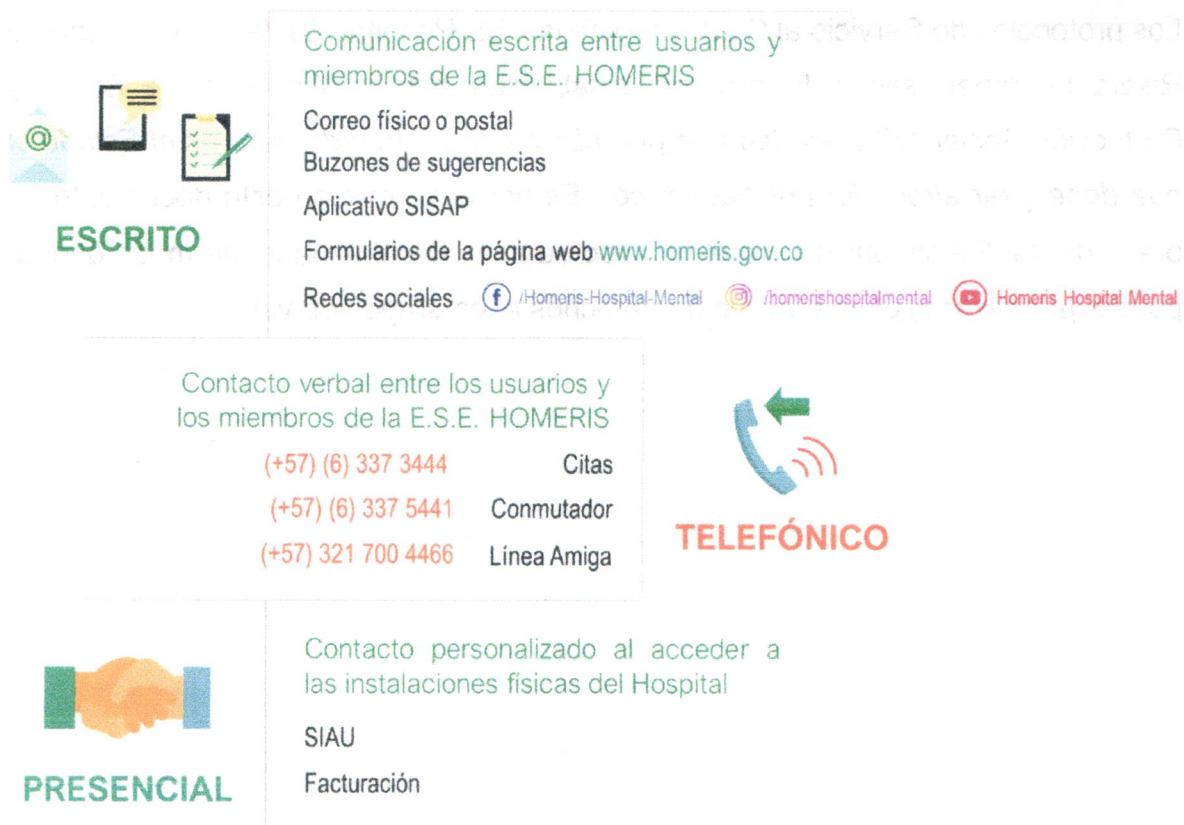 Comunicación escrita entre usuarios y
miembros de la E.S.E. HOMERIS
Correo físico o postal
Buzones de sugerencias
Aplicativo SISAP
Formularios de la página web www.homeris.gov.co
Redes sociales /Homeris-Hospital-Mental /homerishospitalmental Homeris Hospital Mental
@
ESCRITO
Contacto verbal entre los usuarios y
los miembros de la E.S.E. HOMERIS
(+57) (6) 337 3444 Citas
(+57) (6) 337 5441 Conmutador
(+57) 321 700 4466 Línea Amiga
TELEFÓNICO
Contacto personalizado al acceder a
las instalaciones físicas del Hospital
SIAU
Facturación
PRESENCIAL